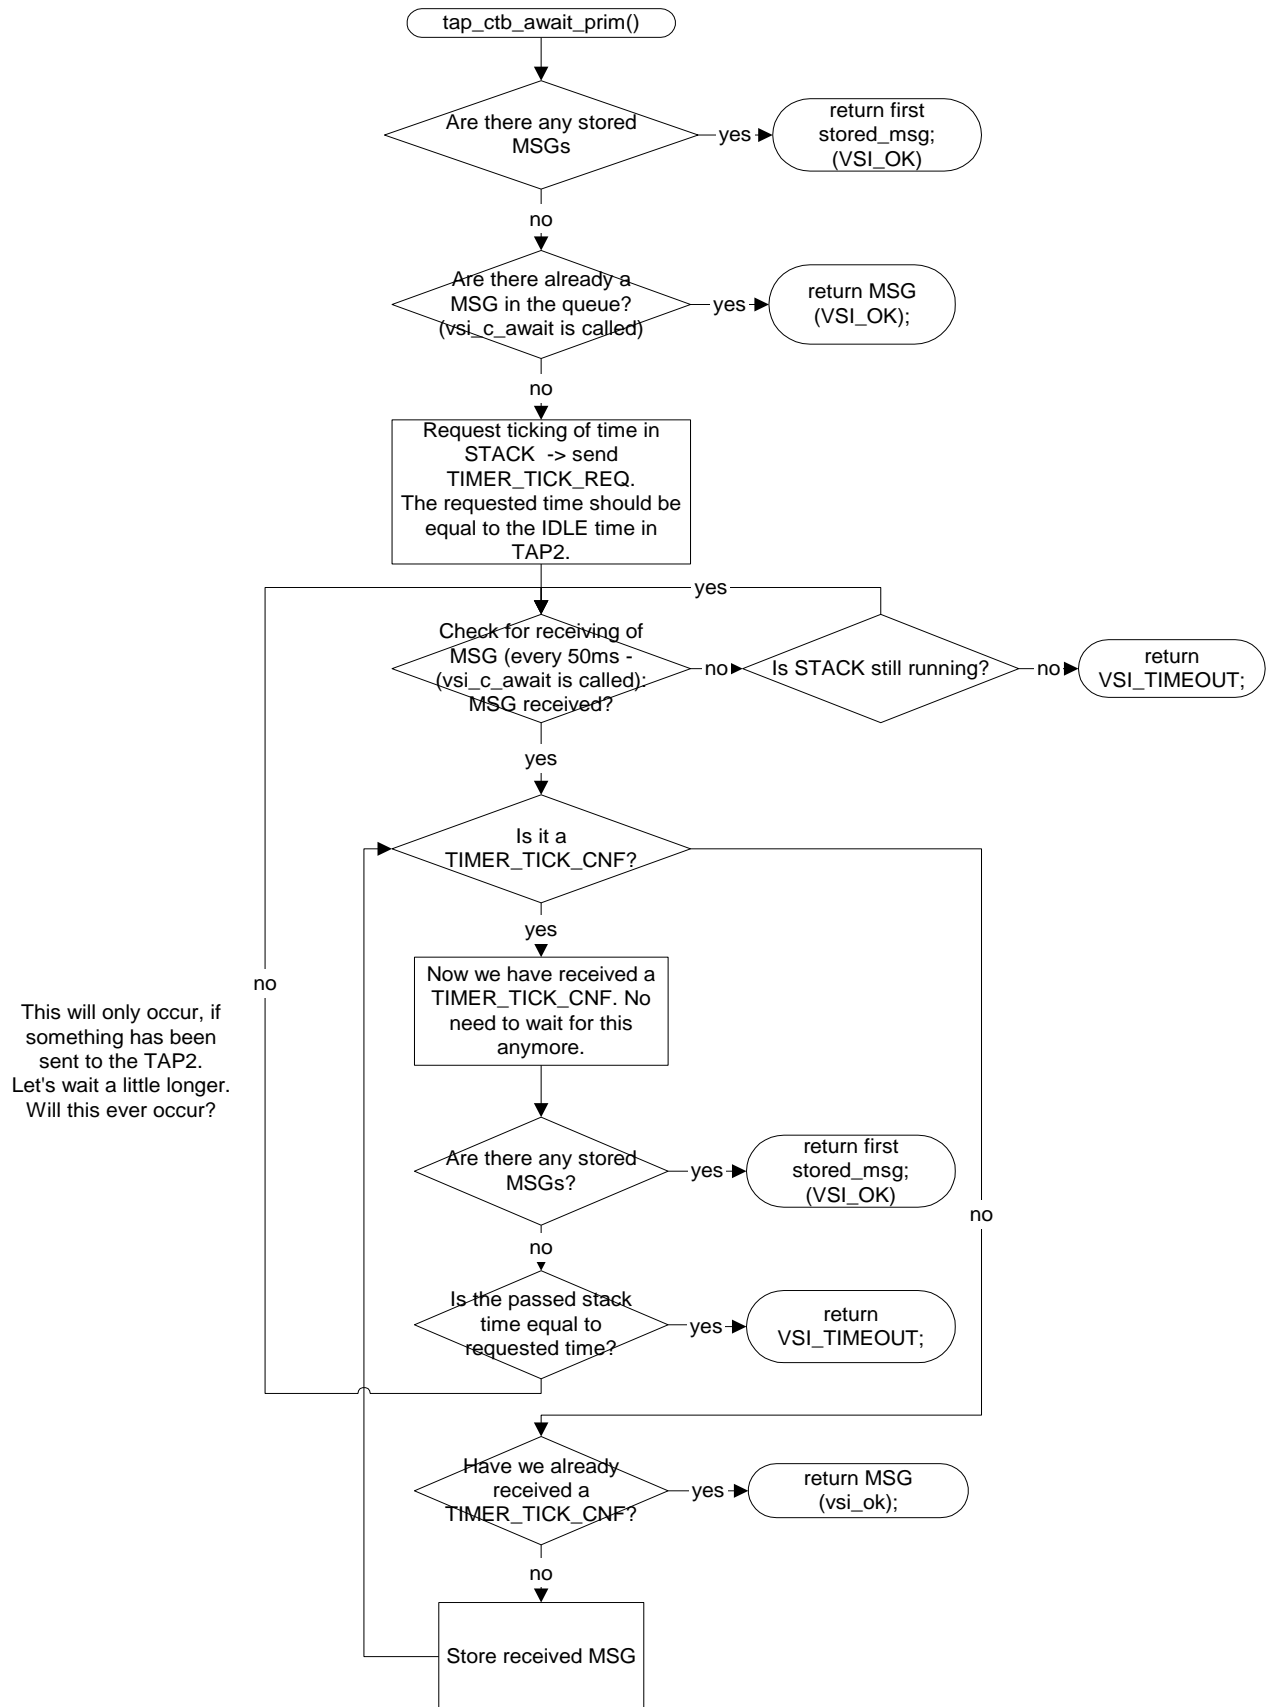 tap_ctb_await_prim()
Are there any stored
MSGs
yes
return first
stored_msg;
(VSI_OK)
no
Are there already a
MSG in the queue?
(vsi_c_await is called)
yes
return MSG
(VSI_OK);
no
Request ticking of time in
STACK -> send
TIMER_TICK_REQ.
The requested time should be
equal to the IDLE time in
TAP2.
yes
Check for receiving of
MSG (every 50ms -
(vsi_c_await is called):
MSG received?
no
Is STACK still running?
no
return
VSI_TIMEOUT;
yes
Is it a
TIMER_TICK_CNF?
yes
Now we have received a
TIMER_TICK_CNF. No
need to wait for this
anymore.
no
This will only occur, if
something has been
sent to the TAP2.
Let's wait a little longer.
Will this ever occur?
Are there any stored
MSGs?
yes
return first
stored_msg;
(VSI_OK)
no
no
Is the passed stack
time equal to
requested time?
yes
return
VSI_TIMEOUT;
Have we already
received a
TIMER_TICK_CNF?
yes
return MSG
(vsi_ok);
no
Store received MSG